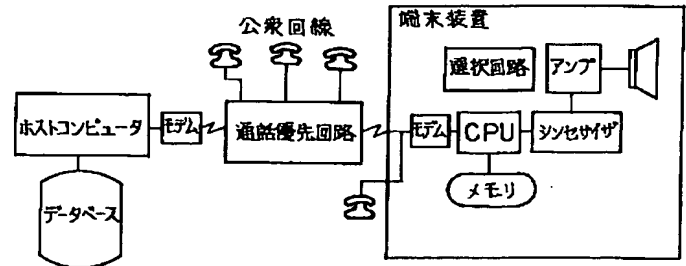 公衆回線
端末装置
選択回路
アンプ
ホストコンピュータ
モデム
通話優先回路
モデム
CPU
シンセサイザ
メモリ
データベース